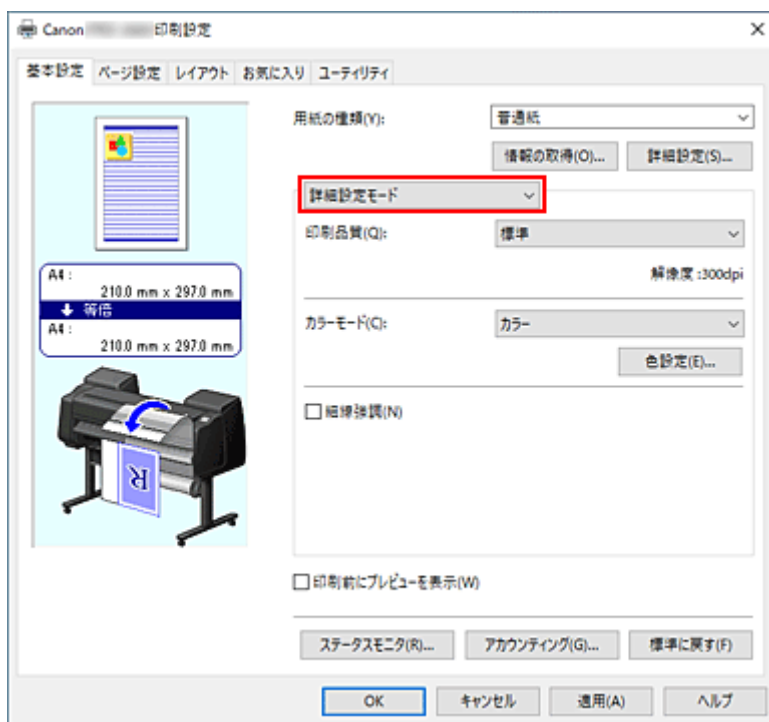 Canon 印刷設定
基本設定 ページ設定 レイアウト お気に入り ユーティリティ
用紙の種類(Y): 普通紙
情報の取得(O)... 詳細設定(S)...
詳細設定モード
印刷品質(Q): 標準
解像度 :300dpi
A4 :
210.0 mm x 297.0 mm
等倍
A4 :
210.0 mm x 297.0 mm
カラーモード(C): カラー
色設定(E)...
細線強調(N)
R
印刷前にプレビューを表示(W)
ステータスモニタ(R)... アカウンティング(G)... 標準に戻す(F)
OK キャンセル 適用(A) ヘルプ